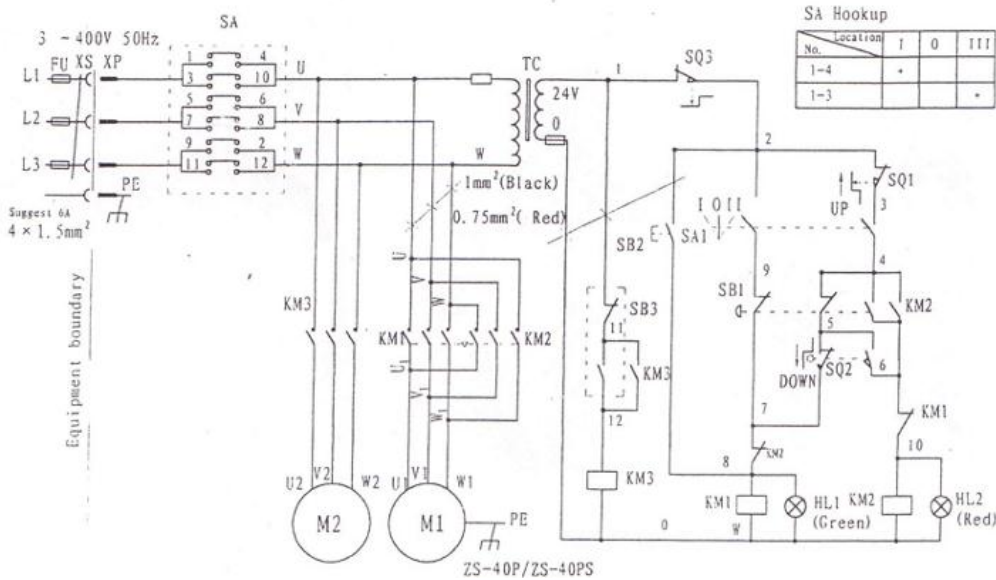 3 ~400V 50Hz
SA
SA Hookup
No. Location I 0 III
1-4
1-3
FU XS XP
L1
L2
L3
PE
1 4
3 10
5 6
7 8
9 2
11 12
U
V
W
W
TC
24V
0
1
SQ3
2
Suggest 6A
4×1.5mm²
Equipment boundary
1mm²(Black)
0.75mm²( Red)
SQ1
UP
3
I O II
SB2
SA1
4
9
SB1
KM2
5
SQ2
DOWN
6
7
SB3
11
KM3
12
KM3
KM3
KM1
KM2
U
V
W
U1
V1
W1
KM1
10
KM2
8
KM1
HL1
(Green)
KM2
HL2
(Red)
0
W
U2 V2 W2
U1 V1 W1
M2
M1
PE
ZS-40P/ZS-40PS